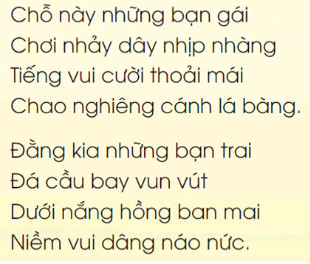 Chỗ này những bạn gái
Chơi nhảy dây nhịp nhàng
Tiếng vui cười thoải mái
Chao nghiêng cánh lá bàng.
Đằng kia những bạn trai
Đá cầu bay vun vút
Dưới nắng hồng ban mai
Niềm vui dâng náo nức.